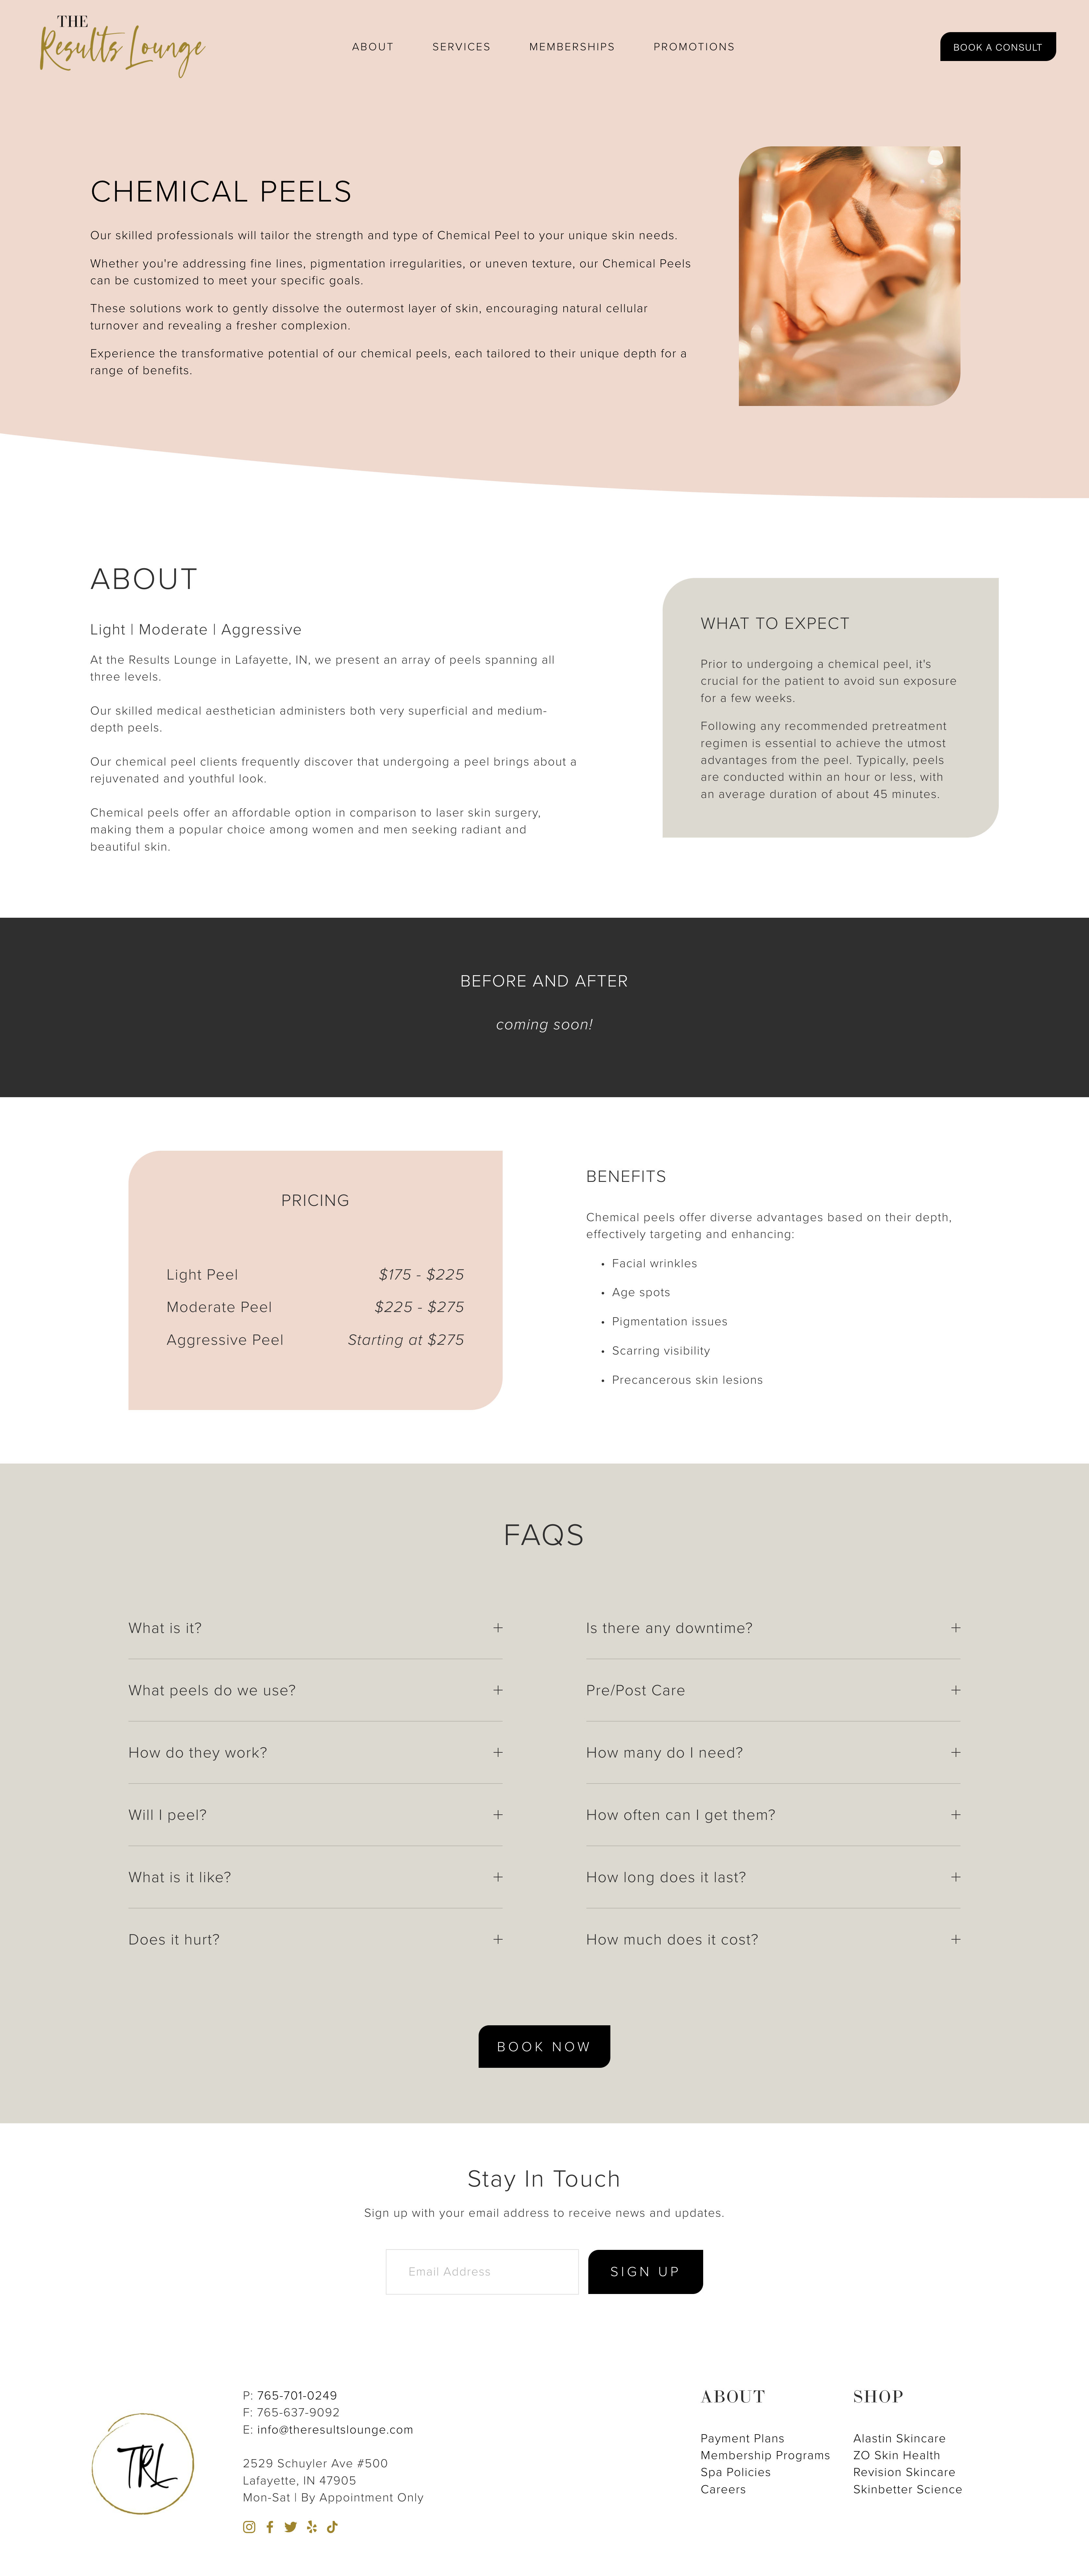 THE
Results Lounge
ABOUT
SERVICES
MEMBERSHIPS
PROMOTIONS
BOOK A CONSULT
CHEMICAL PEELS
Our skilled professionals will tailor the strength and type of Chemical Peel to your unique skin needs.
Whether you're addressing fine lines, pigmentation irregularities, or uneven texture, our Chemical Peels
can be customized to meet your specific goals.
These solutions work to gently dissolve the outermost layer of skin, encouraging natural cellular
turnover and revealing a fresher complexion.
Experience the transformative potential of our chemical peels, each tailored to their unique depth for a
range of benefits.
ABOUT
Light | Moderate | Aggressive
At the Results Lounge in Lafayette, IN, we present an array of peels spanning all
three levels.
Our skilled medical aesthetician administers both very superficial and medium-
depth peels.
Our chemical peel clients frequently discover that undergoing a peel brings about a
rejuvenated and youthful look.
Chemical peels offer an affordable option in comparison to laser skin surgery,
making them a popular choice among women and men seeking radiant and
beautiful skin.
WHAT TO EXPECT
Prior to undergoing a chemical peel, it's
crucial for the patient to avoid sun exposure
for a few weeks.
Following any recommended pretreatment
regimen is essential to achieve the utmost
advantages from the peel. Typically, peels
are conducted within an hour or less, with
an average duration of about 45 minutes.
BEFORE AND AFTER
coming soon!
PRICING
Light Peel $175 - $225
Moderate Peel $225 - $275
Aggressive Peel Starting at $275
BENEFITS
Chemical peels offer diverse advantages based on their depth,
effectively targeting and enhancing:
• Facial wrinkles
• Age spots
• Pigmentation issues
• Scarring visibility
• Precancerous skin lesions
FAQS
What is it? +
What peels do we use? +
How do they work? +
Will I peel? +
What is it like? +
Does it hurt? +
Is there any downtime? +
Pre/Post Care +
How many do I need? +
How often can I get them? +
How long does it last? +
How much does it cost? +
BOOK NOW
Stay In Touch
Sign up with your email address to receive news and updates.
Email Address
SIGN UP
TRL
P: 765-701-0249
F: 765-637-9092
E: info@theresultslounge.com
2529 Schuyler Ave #500
Lafayette, IN 47905
Mon-Sat | By Appointment Only
ABOUT
Payment Plans
Membership Programs
Spa Policies
Careers
SHOP
Alastin Skincare
ZO Skin Health
Revision Skincare
Skinbetter Science